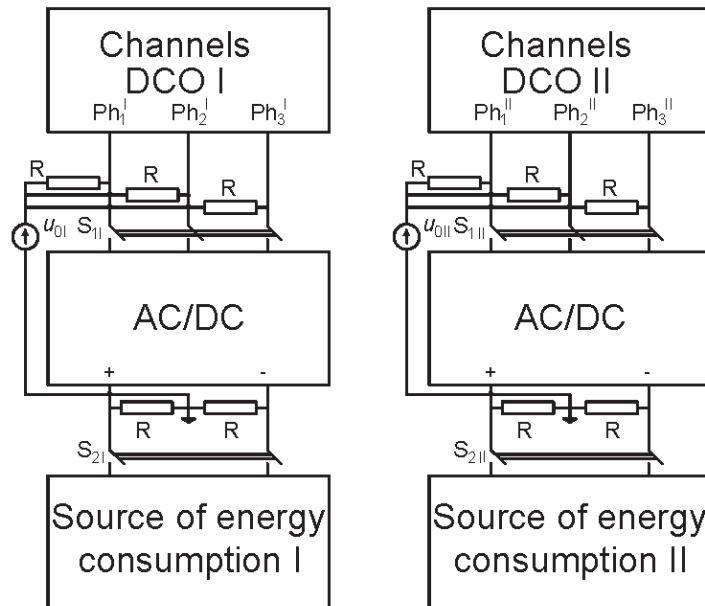 Channels
DCO I
Ph₁ᴵ Ph₂ᴵ Ph₃ᴵ
R
R
R
u₀I S₁I
AC/DC
+ -
R R
S₂I
Source of energy
consumption I
Channels
DCO II
Ph₁ᴵᴵ Ph₂ᴵᴵ Ph₃ᴵᴵ
R
R
R
u₀II S₁II
AC/DC
+ -
R R
S₂II
Source of energy
consumption II